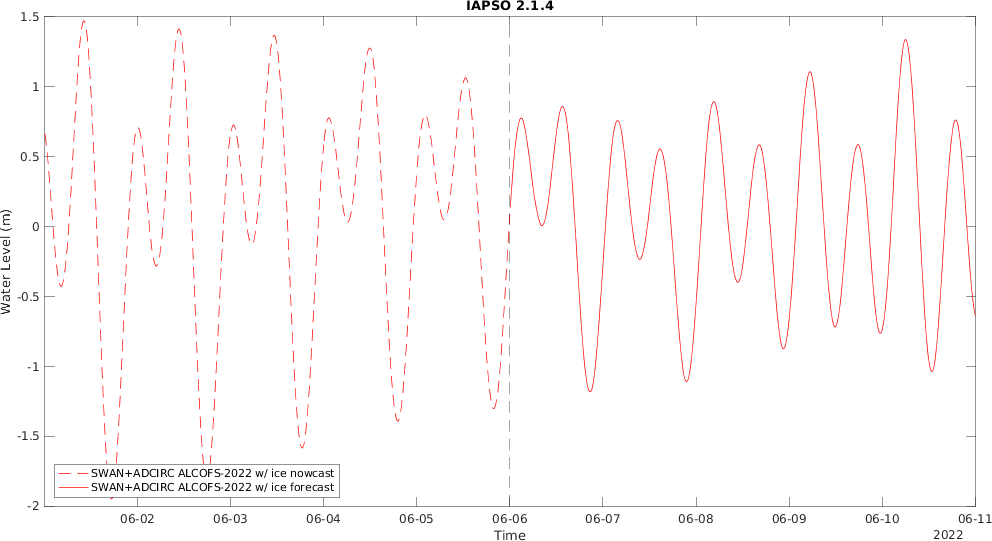 IAPSO 2.1.4
1.5
1
0.5
0
-0.5
-1
-1.5
-2
Water Level (m)
SWAN+ADCIRC ALCOFS-2022 w/ ice nowcast
SWAN+ADCIRC ALCOFS-2022 w/ ice forecast
06-02 06-03 06-04 06-05 06-06 06-07 06-08 06-09 06-10 06-11
Time
2022